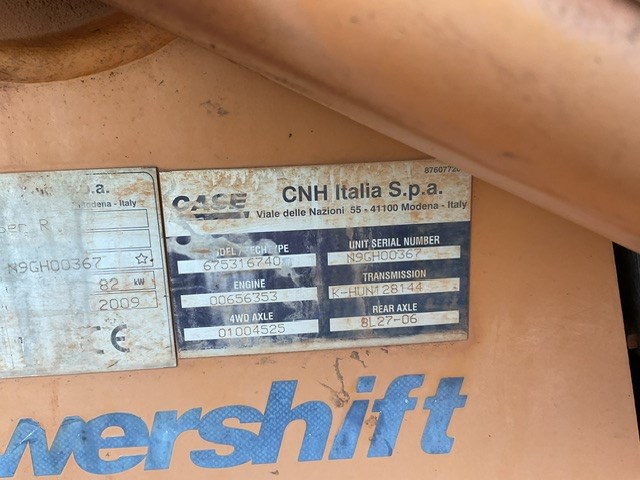 .a.
Modena - Italy
Ser. R
N9GH00367
82 kW
2009
CE
8760772
CASE
CNH Italia S.p.a.
Viale delle Nazioni 55 - 41100 Modena - Italy
UNIT SERIAL NUMBER
675316740 N9GH00367
ENGINE TRANSMISSION
00656353 K-HUN128144
4WD AXLE REAR AXLE
01004525 8L27-06
wershift